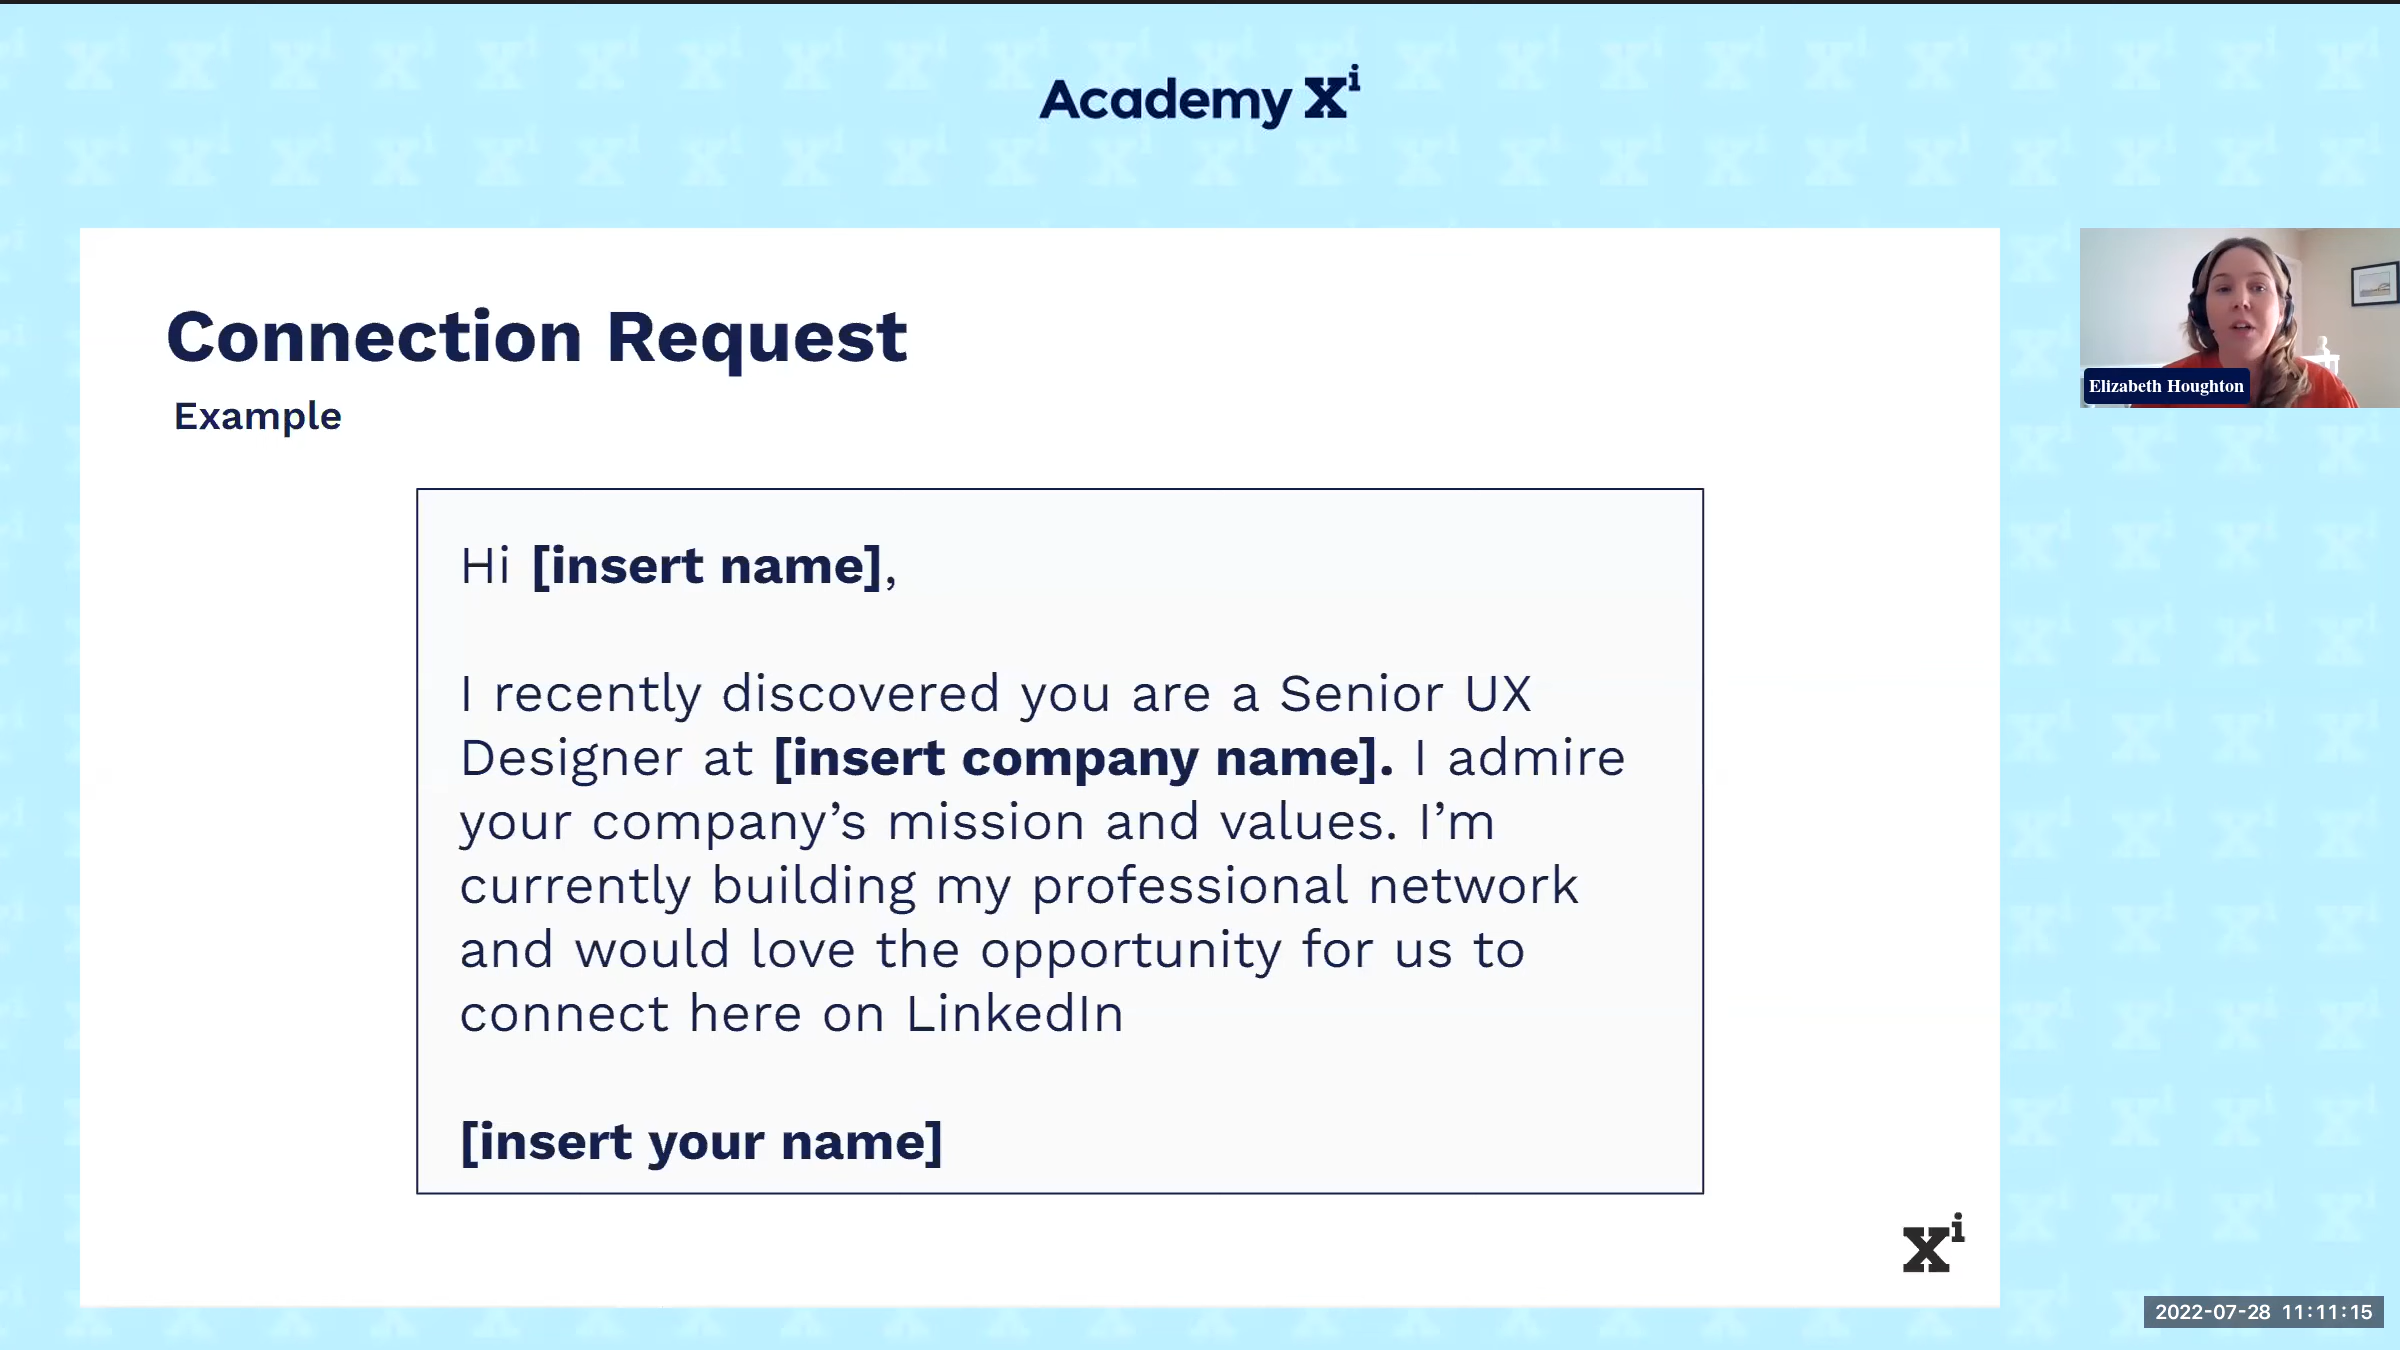 Academy Xi
Connection Request
Example
Hi [insert name],
I recently discovered you are a Senior UX
Designer at [insert company name]. I admire
your company’s mission and values. I’m
currently building my professional network
and would love the opportunity for us to
connect here on LinkedIn
[insert your name]
Xi
Elizabeth Houghton
2022-07-28 11:11:15